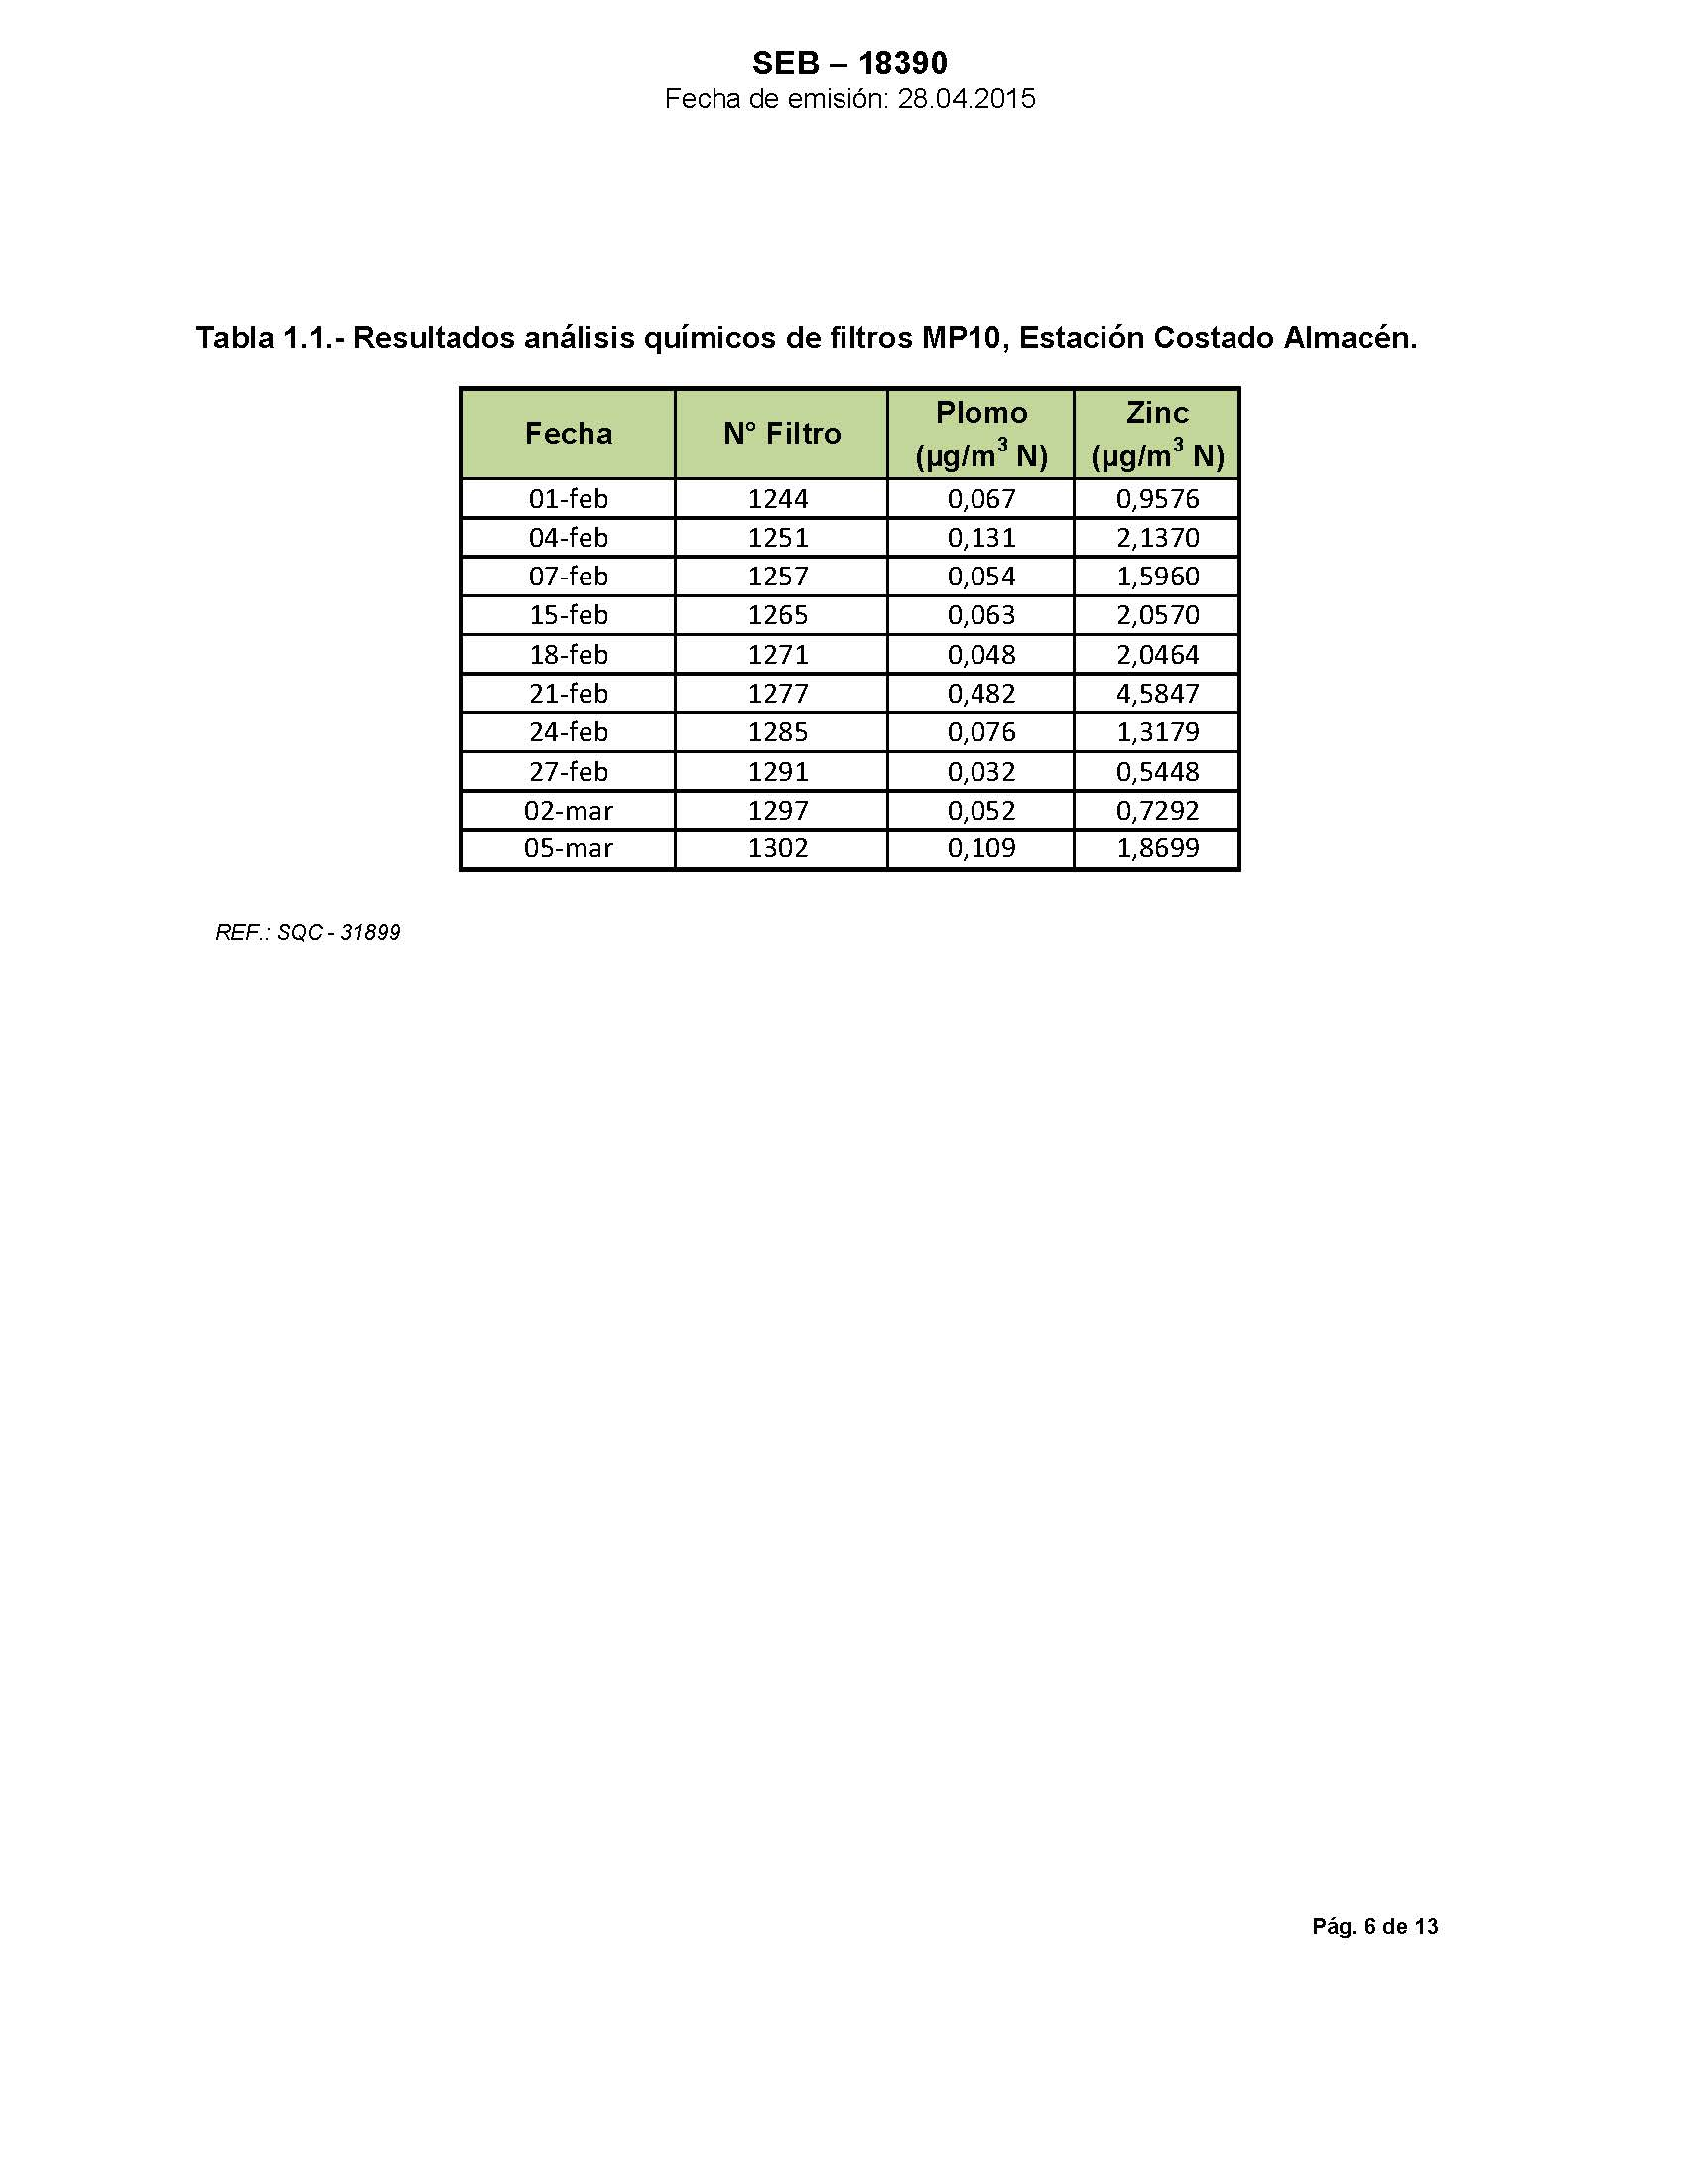 SEB – 18390
Fecha de emisión: 28.04.2015
Tabla 1.1.- Resultados análisis químicos de filtros MP10, Estación Costado Almacén.
Fecha N° Filtro Plomo (µg/m³ N) Zinc (µg/m³ N)
01-feb 1244 0,067 0,9576
04-feb 1251 0,131 2,1370
07-feb 1257 0,054 1,5960
15-feb 1265 0,063 2,0570
18-feb 1271 0,048 2,0464
21-feb 1277 0,482 4,5847
24-feb 1285 0,076 1,3179
27-feb 1291 0,032 0,5448
02-mar 1297 0,052 0,7292
05-mar 1302 0,109 1,8699
REF.: SQC - 31899
Pág. 6 de 13